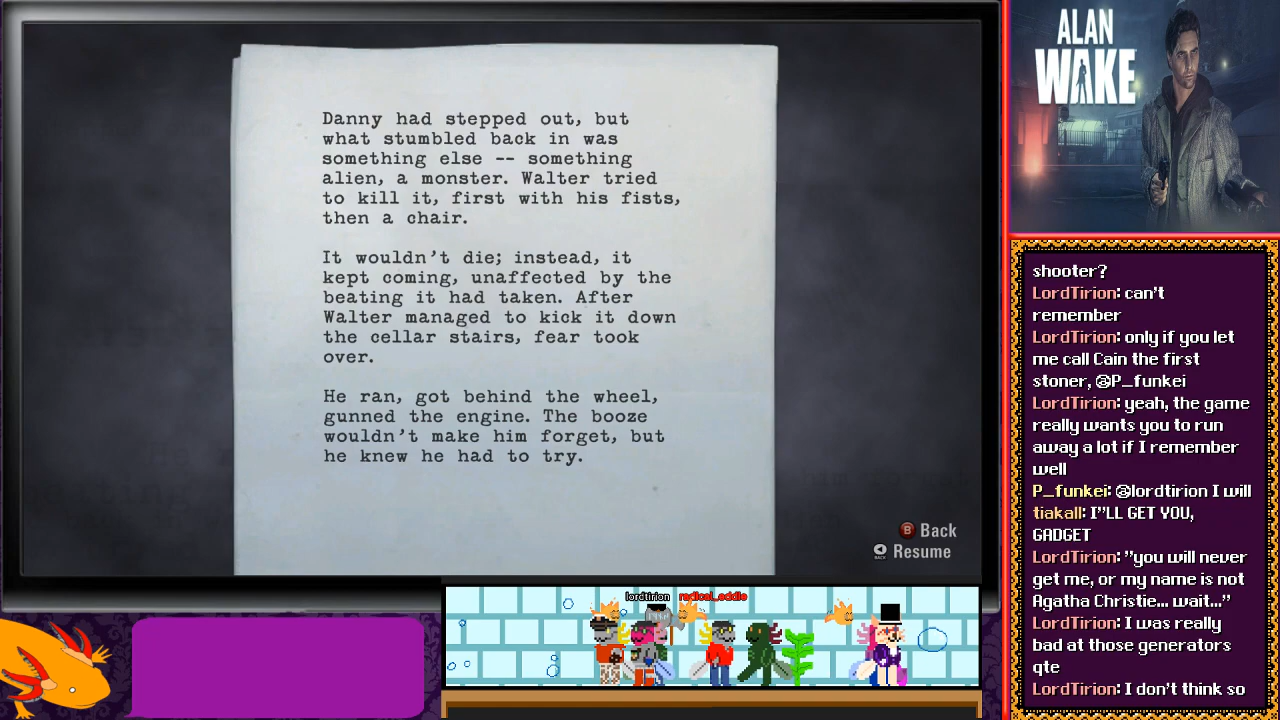 Danny had stepped out, but
what stumbled back in was
something else -- something
alien, a monster. Walter tried
to kill it, first with his fists,
then a chair.
It wouldn't die; instead, it
kept coming, unaffected by the
beating it had taken. After
Walter managed to kick it down
the cellar stairs, fear took
over.
He ran, got behind the wheel,
gunned the engine. The booze
wouldn't make him forget, but
he knew he had to try.
B Back
Resume
ALAN
WAKE
shooter?
LordTirion: can't
remember
LordTirion: only if you let
me call Cain the first
stoner, @P_funkei
LordTirion: yeah, the game
really wants you to run
away a lot if I remember
well
P_funkei: @lordtirion I will
tiakall: I"LL GET YOU,
GADGET
LordTirion: "you will never
get me, or my name is not
Agatha Christie... wait..."
LordTirion: I was really
bad at those generators
qte
LordTirion: I don't think so
lordtirion
radical_eddie